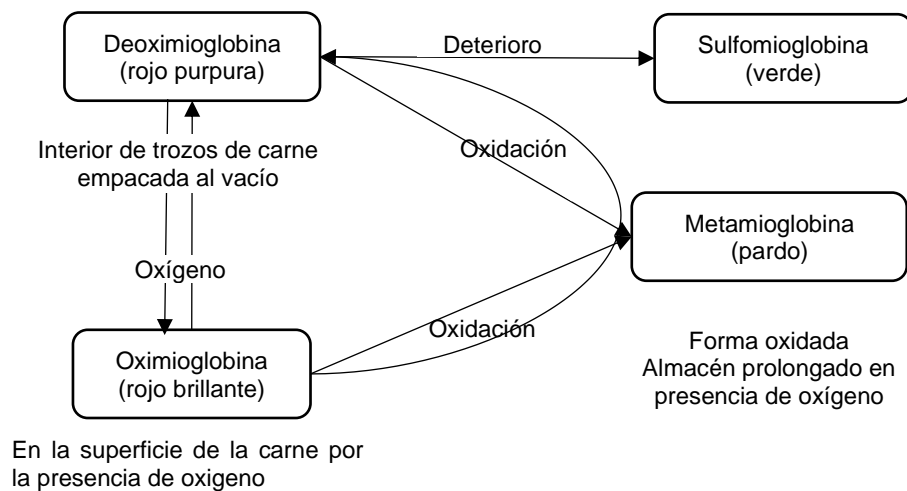 Deoximioglobina
(rojo purpura)
Deterioro
Sulfomioglobina
(verde)
Interior de trozos de carne
empacada al vacío
Oxidación
Metamioglobina
(pardo)
Oxígeno
Oxidación
Oximioglobina
(rojo brillante)
Forma oxidada
Almacén prolongado en
presencia de oxígeno
En la superficie de la carne por
la presencia de oxigeno